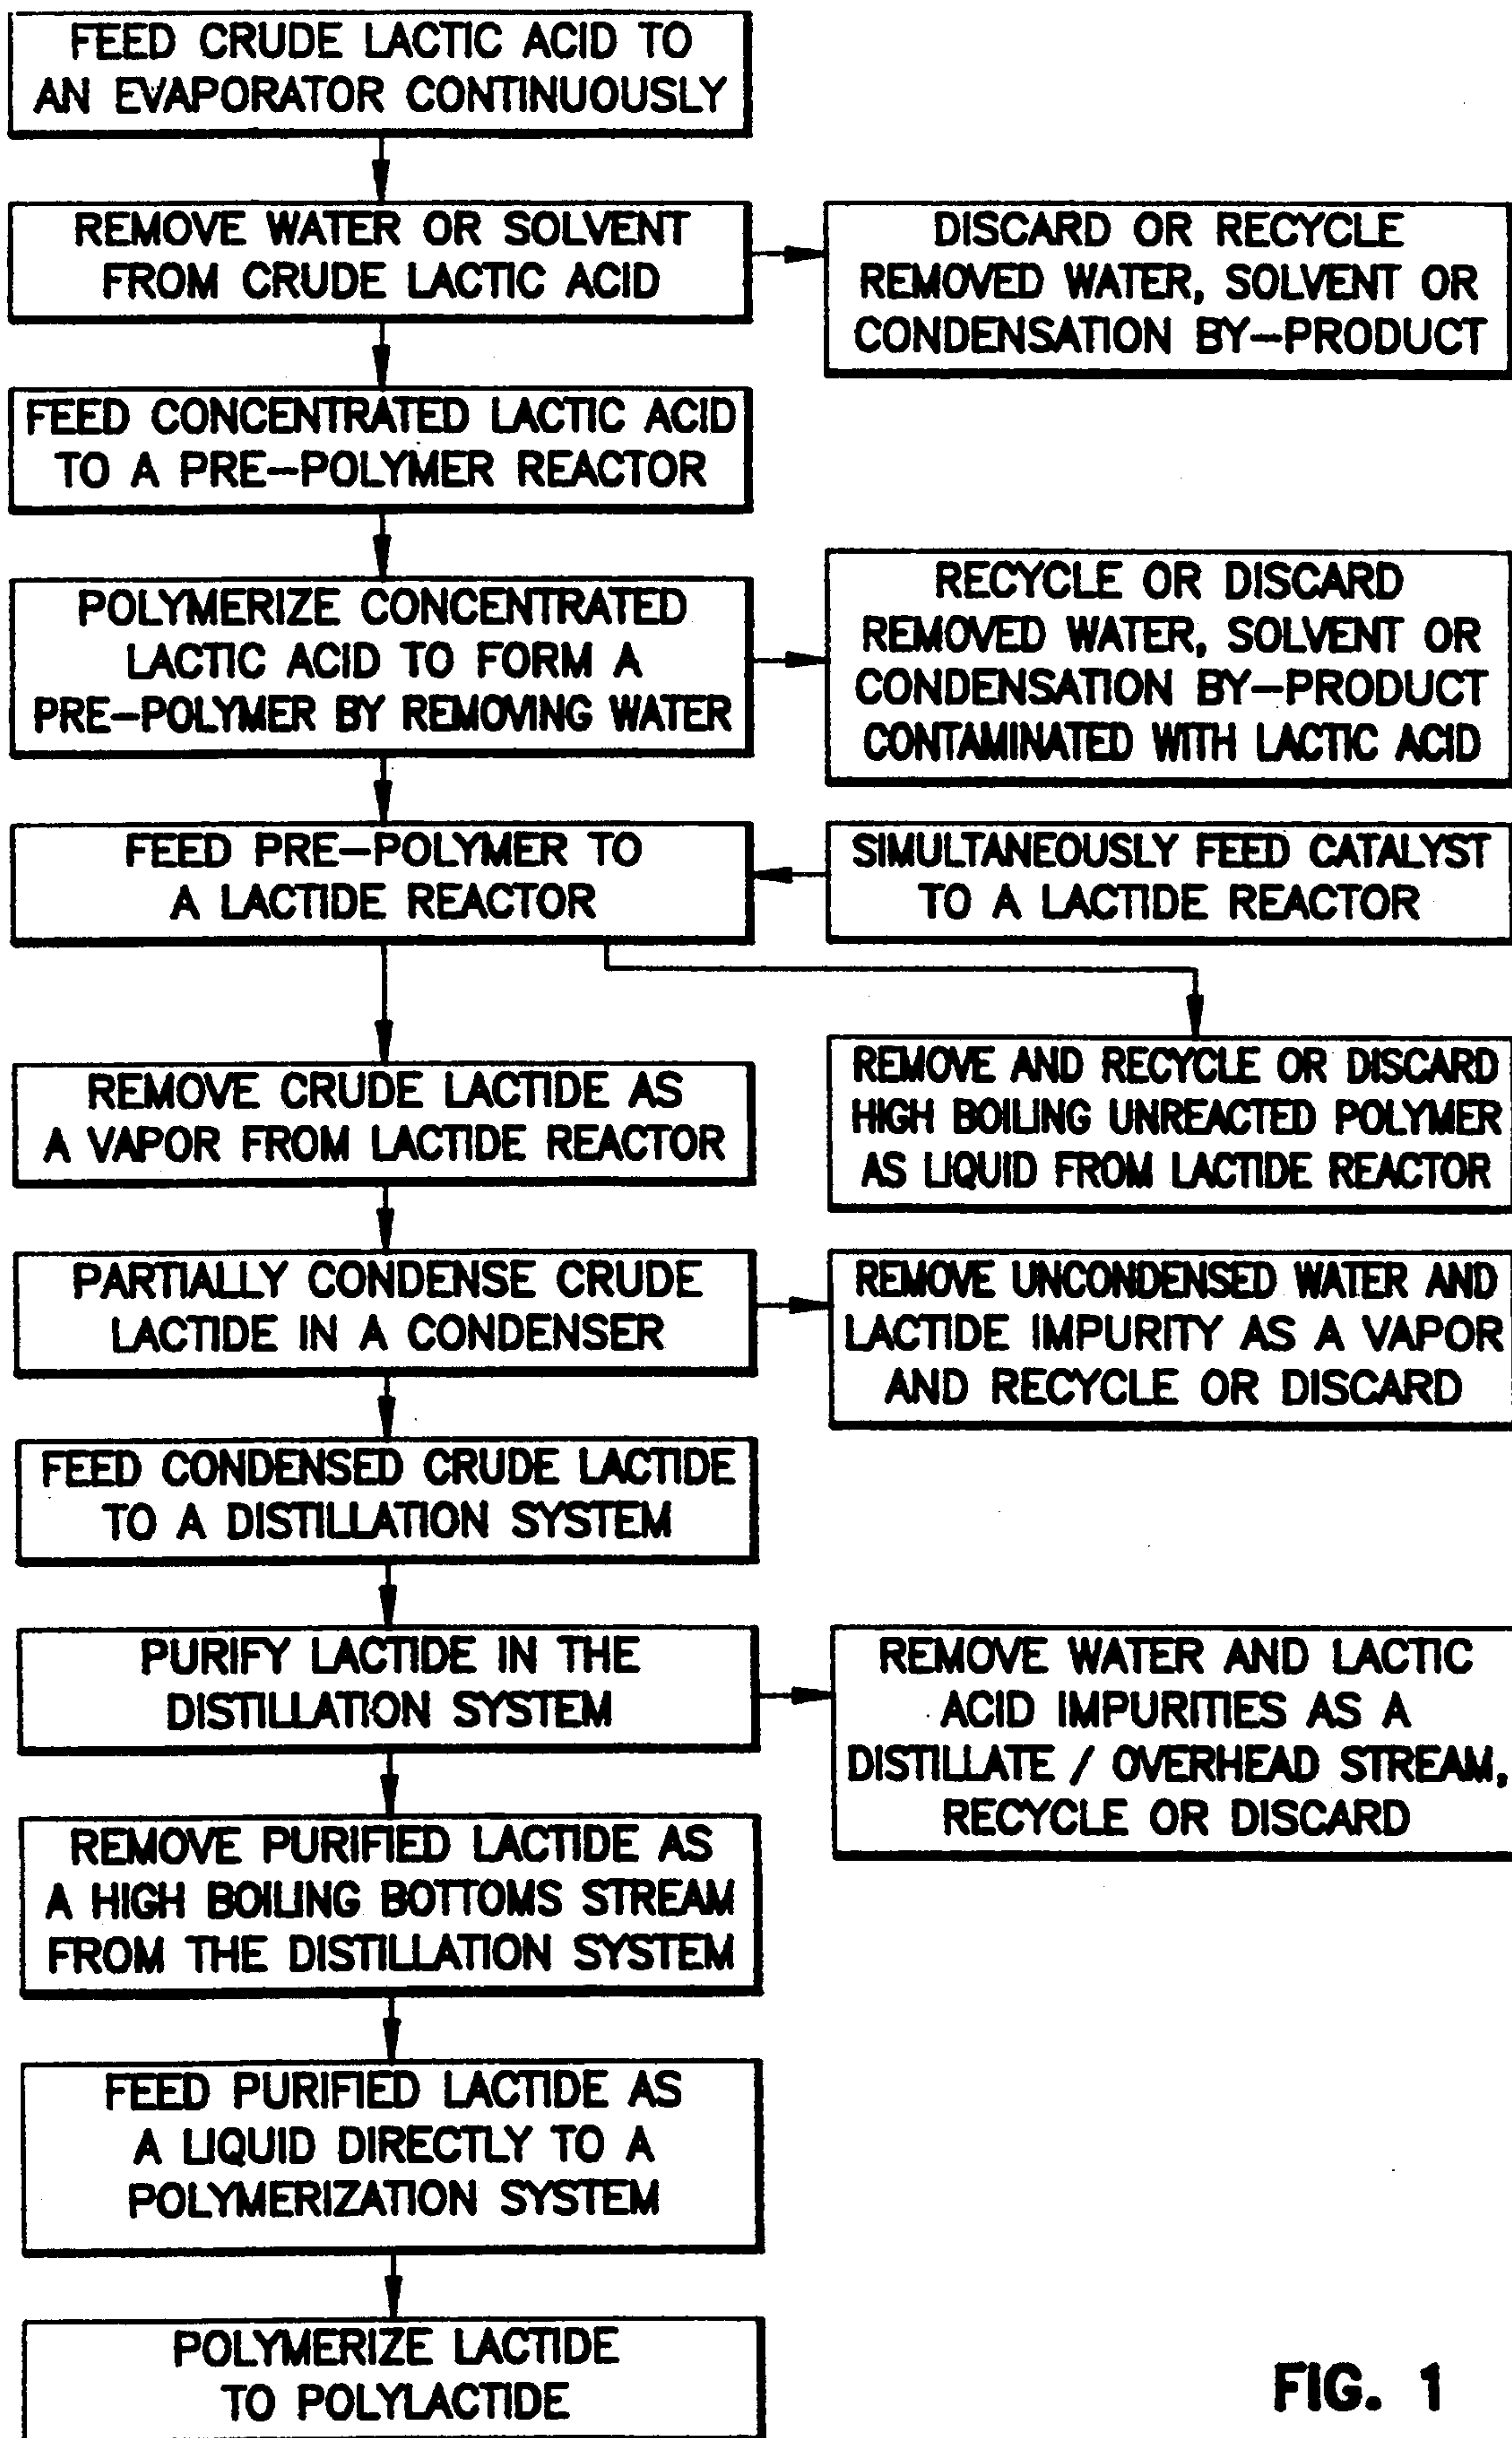 FEED CRUDE LACTIC ACID TO
AN EVAPORATOR CONTINUOUSLY
REMOVE WATER OR SOLVENT
FROM CRUDE LACTIC ACID
DISCARD OR RECYCLE
REMOVED WATER, SOLVENT OR
CONDENSATION BY-PRODUCT
FEED CONCENTRATED LACTIC ACID
TO A PRE-POLYMER REACTOR
POLYMERIZE CONCENTRATED
LACTIC ACID TO FORM A
PRE-POLYMER BY REMOVING WATER
RECYCLE OR DISCARD
REMOVED WATER, SOLVENT OR
CONDENSATION BY-PRODUCT
CONTAMINATED WITH LACTIC ACID
FEED PRE-POLYMER TO
A LACTIDE REACTOR
SIMULTANEOUSLY FEED CATALYST
TO A LACTIDE REACTOR
REMOVE CRUDE LACTIDE AS
A VAPOR FROM LACTIDE REACTOR
REMOVE AND RECYCLE OR DISCARD
HIGH BOILING UNREACTED POLYMER
AS LIQUID FROM LACTIDE REACTOR
PARTIALLY CONDENSE CRUDE
LACTIDE IN A CONDENSER
REMOVE UNCONDENSED WATER AND
LACTIDE IMPURITY AS A VAPOR
AND RECYCLE OR DISCARD
FEED CONDENSED CRUDE LACTIDE
TO A DISTILLATION SYSTEM
PURIFY LACTIDE IN THE
DISTILLATION SYSTEM
REMOVE WATER AND LACTIC
ACID IMPURITIES AS A
DISTILLATE / OVERHEAD STREAM,
RECYCLE OR DISCARD
REMOVE PURIFIED LACTIDE AS
A HIGH BOILING BOTTOMS STREAM
FROM THE DISTILLATION SYSTEM
FEED PURIFIED LACTIDE AS
A LIQUID DIRECTLY TO A
POLYMERIZATION SYSTEM
POLYMERIZE LACTIDE
TO POLYLACTIDE
FIG. 1